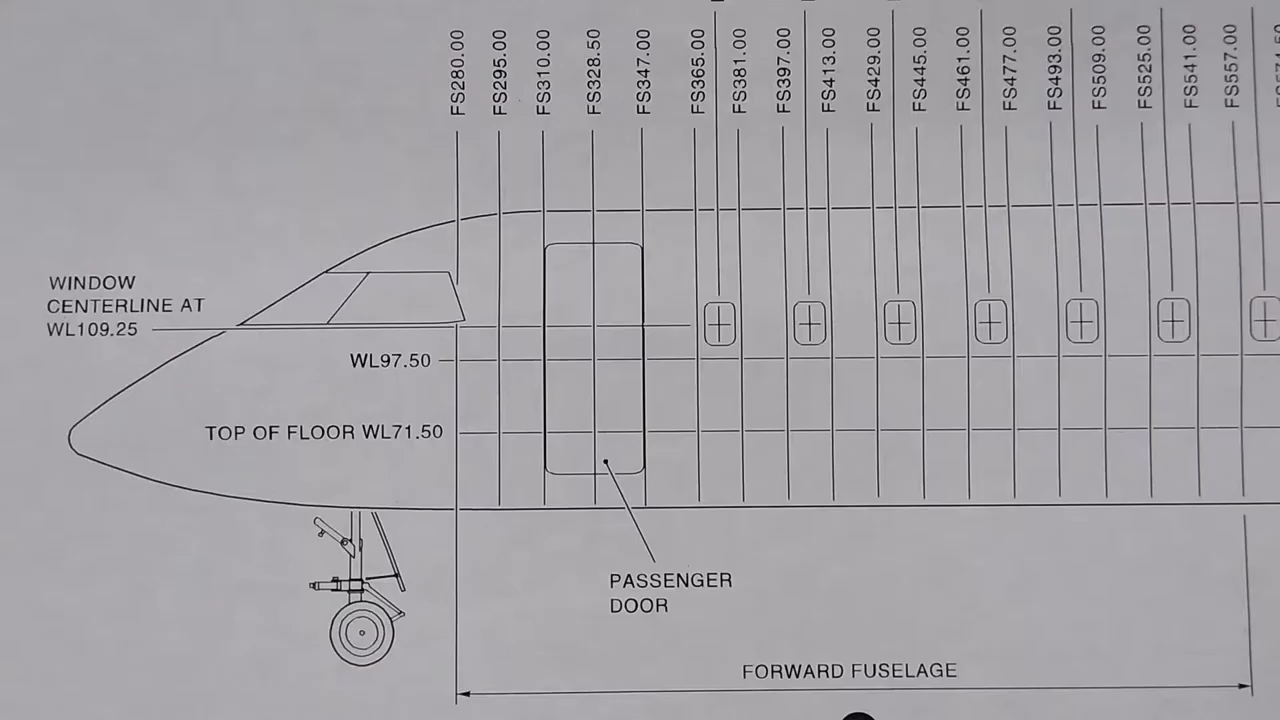 FS280.00
FS295.00
FS310.00
FS328.50
FS347.00
FS365.00
FS381.00
FS397.00
FS413.00
FS429.00
FS445.00
FS461.00
FS477.00
FS493.00
FS509.00
FS525.00
FS541.00
FS557.00
WINDOW
CENTERLINE AT
WL109.25
WL97.50
TOP OF FLOOR WL71.50
PASSENGER
DOOR
FORWARD FUSELAGE